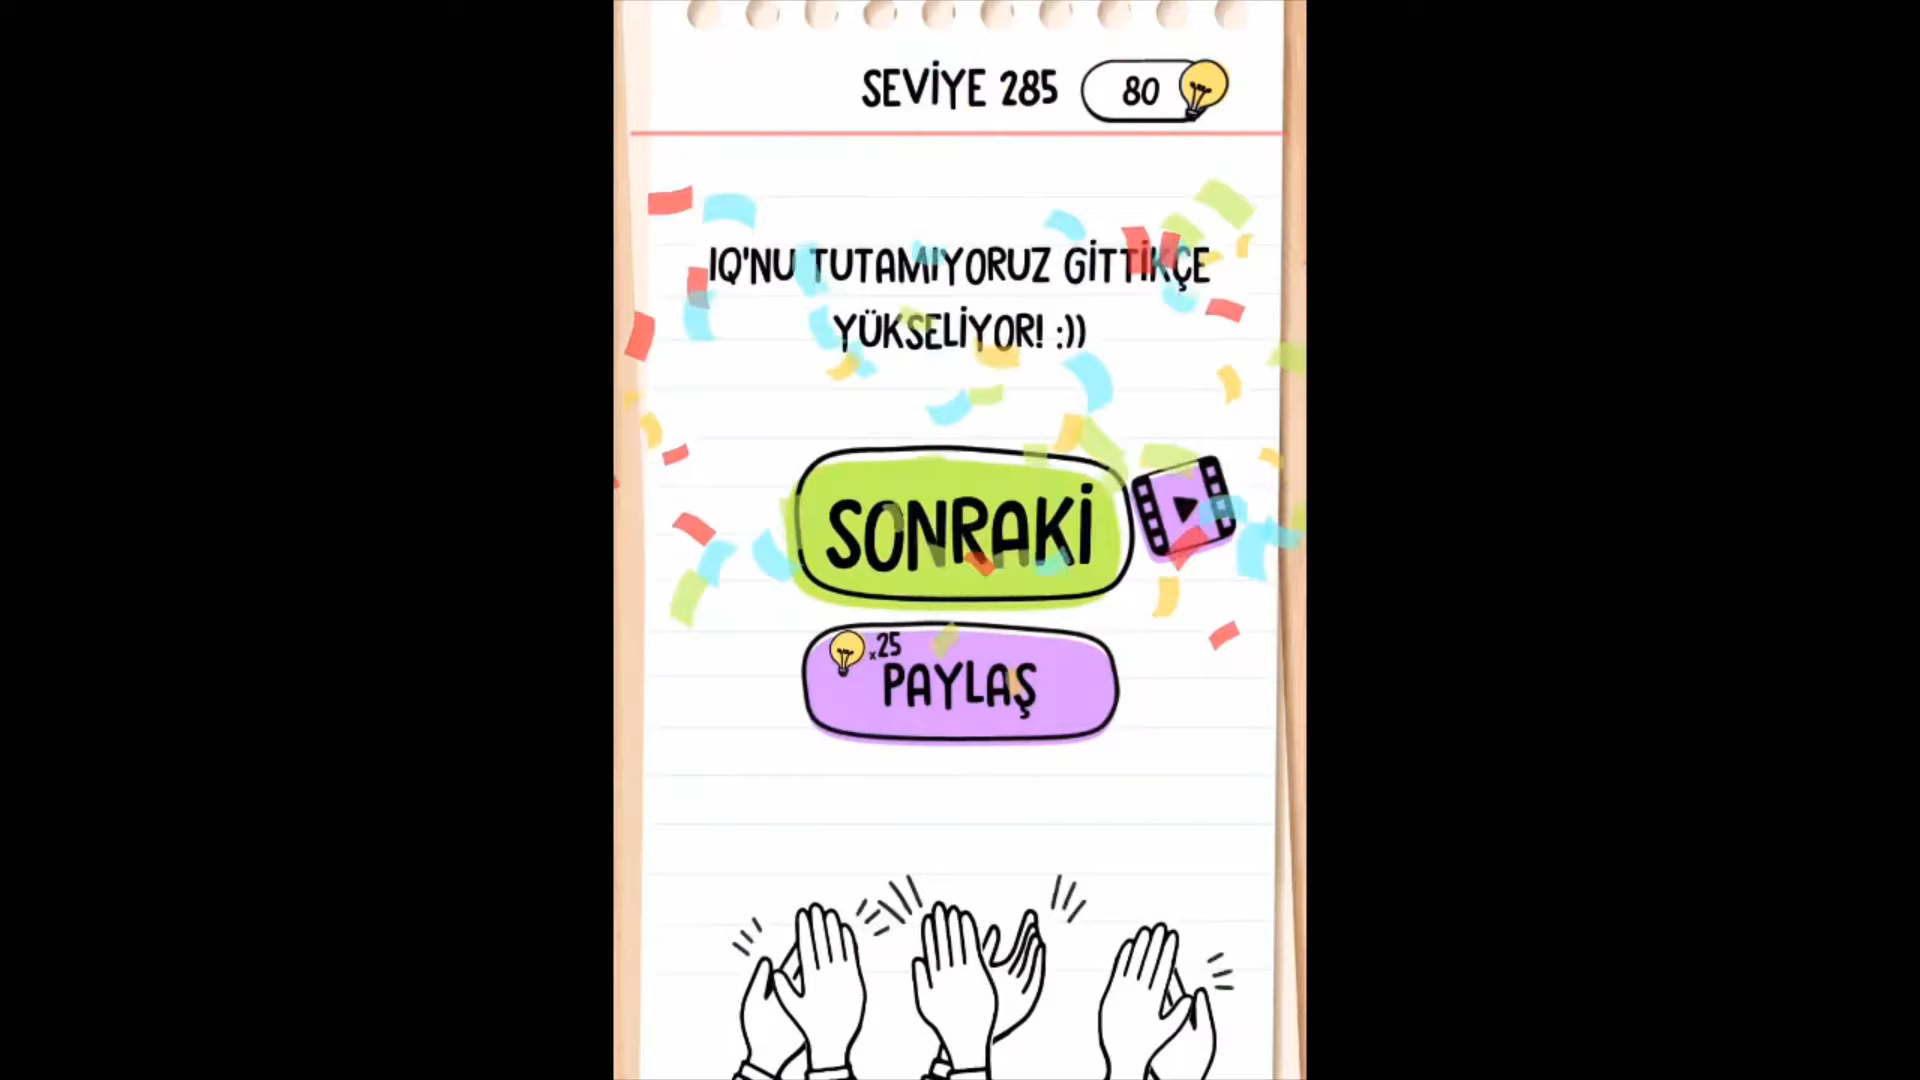 SEVİYE 285
80
IQ'NU TUTAMIYORUZ GİTTİKÇE
YÜKSELİYOR! :))
SONRAKİ
x25
PAYLAŞ